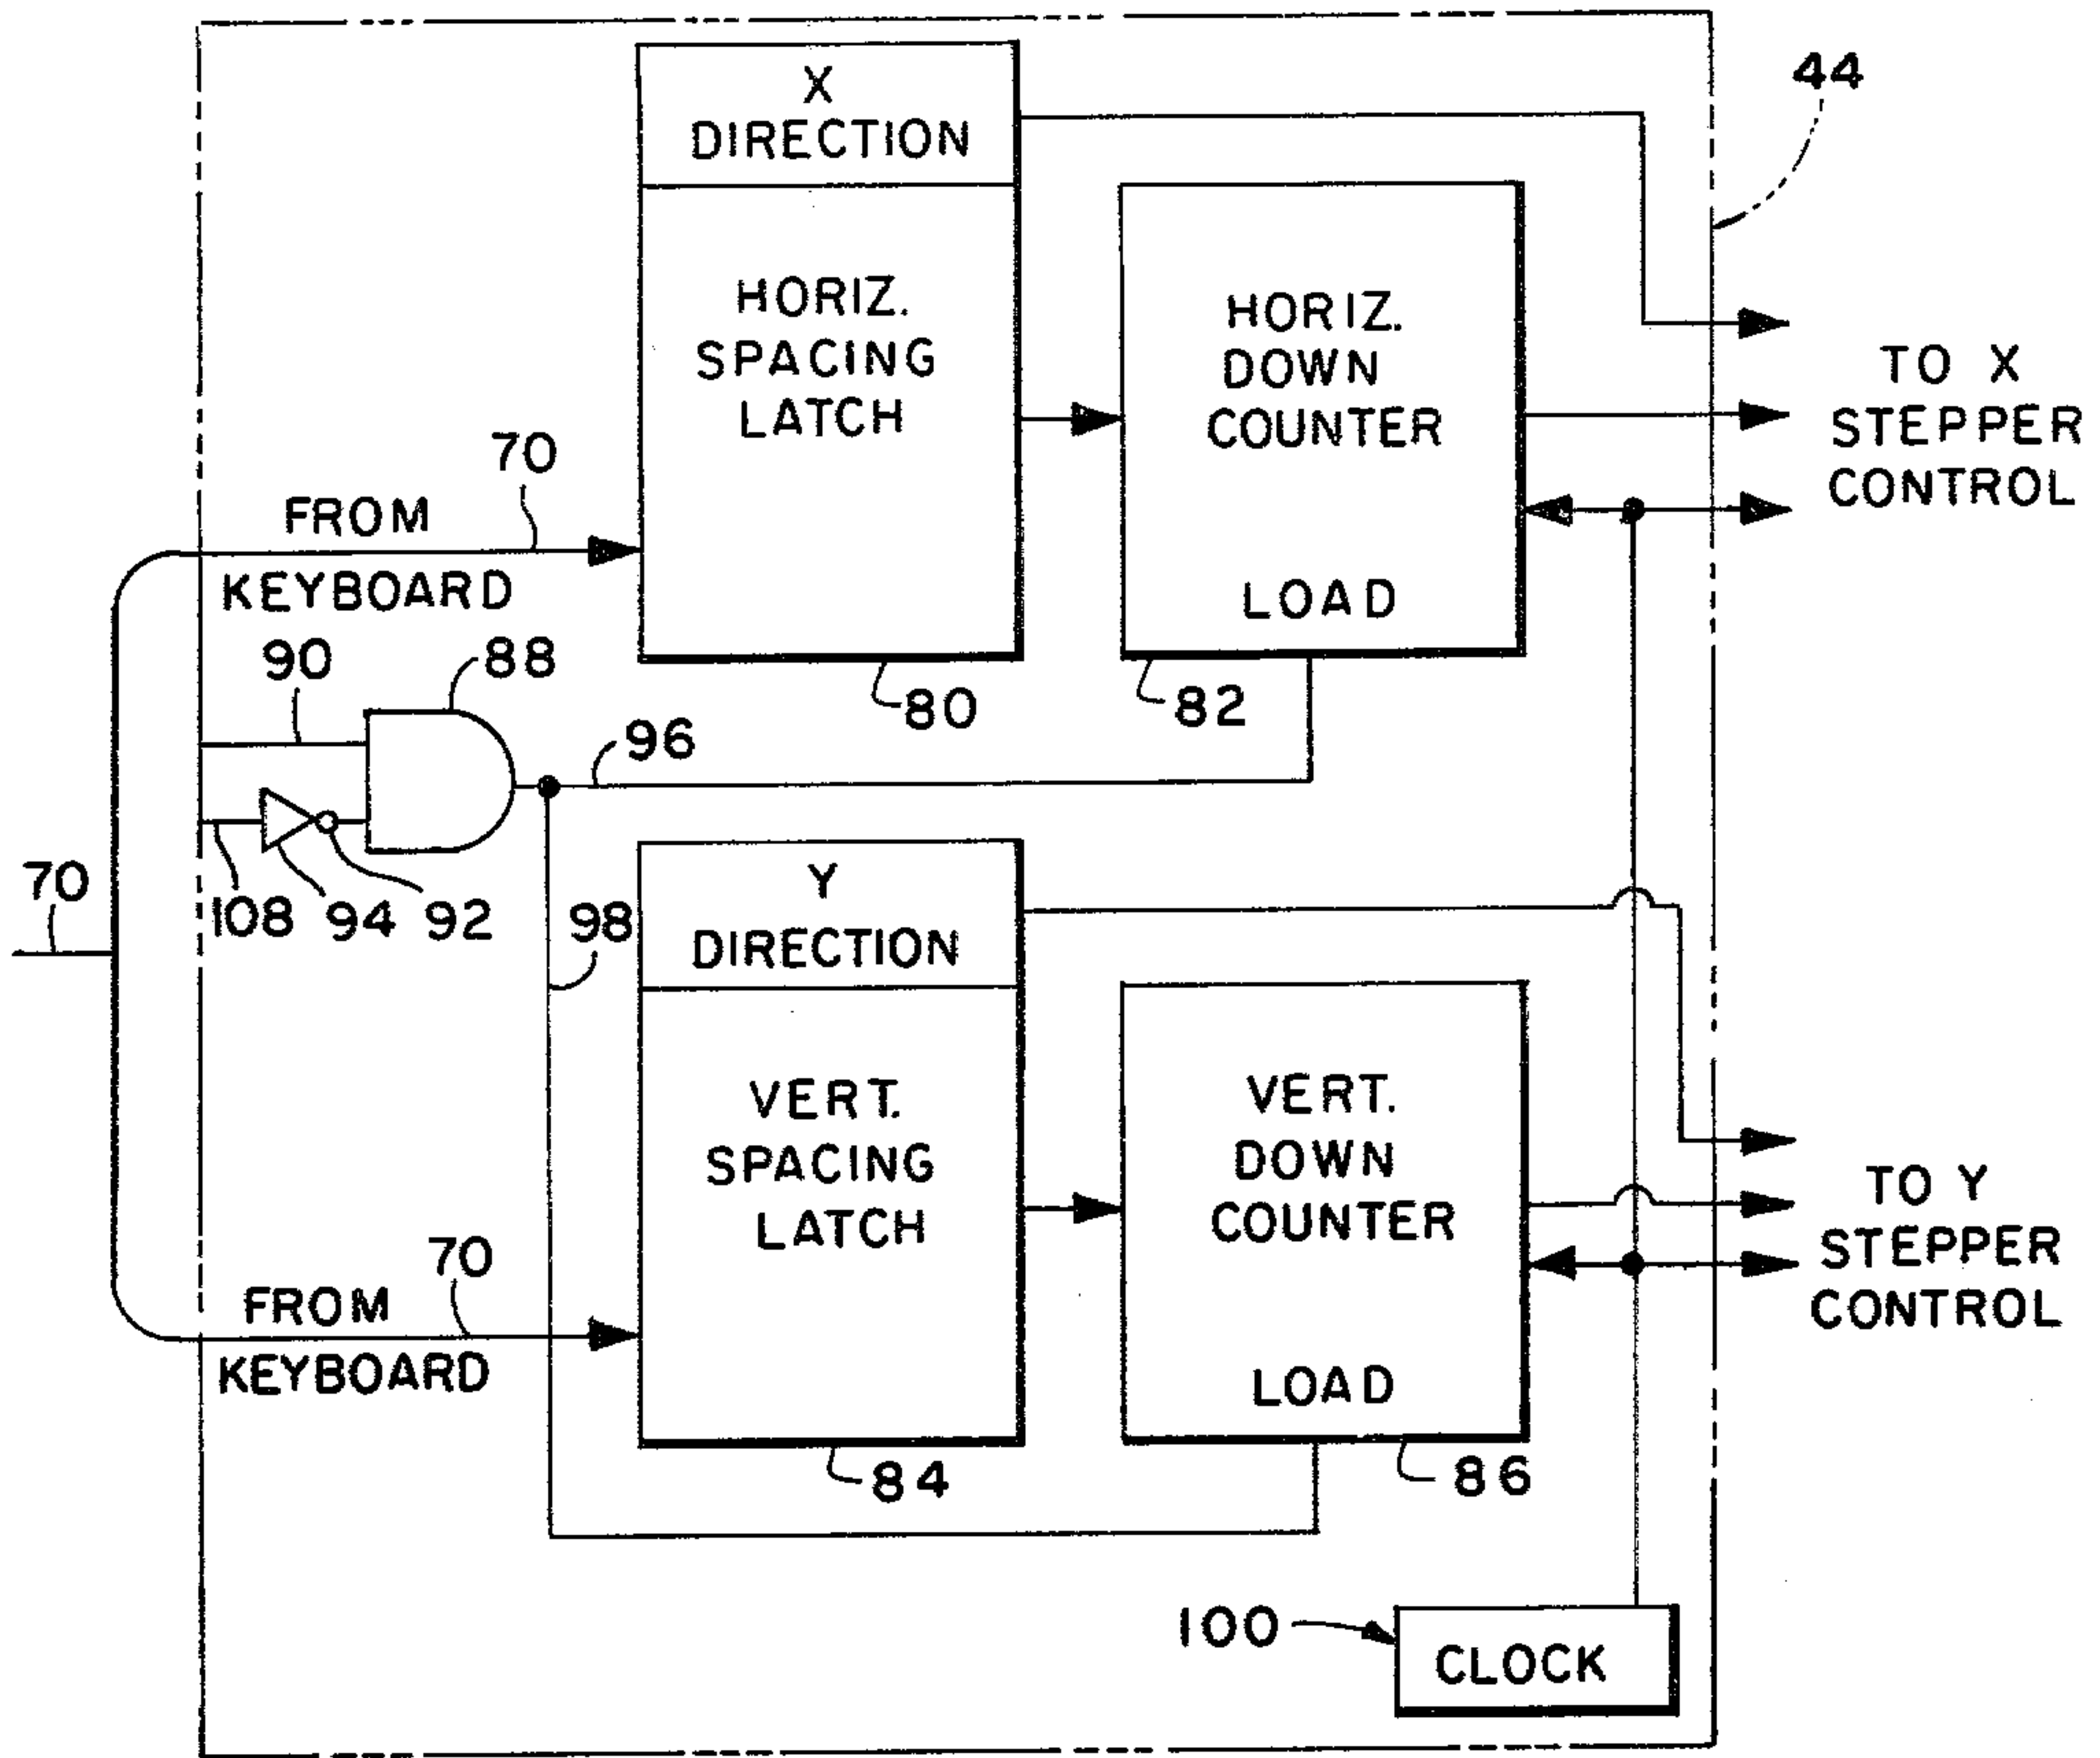 44
X
DIRECTION
HORIZ.
SPACING
LATCH
HORIZ.
DOWN
COUNTER
LOAD
TO X
STEPPER
CONTROL
70
FROM
KEYBOARD
90
88
80
82
96
70
108
94
92
98
Y
DIRECTION
VERT.
SPACING
LATCH
VERT.
DOWN
COUNTER
LOAD
TO Y
STEPPER
CONTROL
70
FROM
KEYBOARD
84
86
100
CLOCK